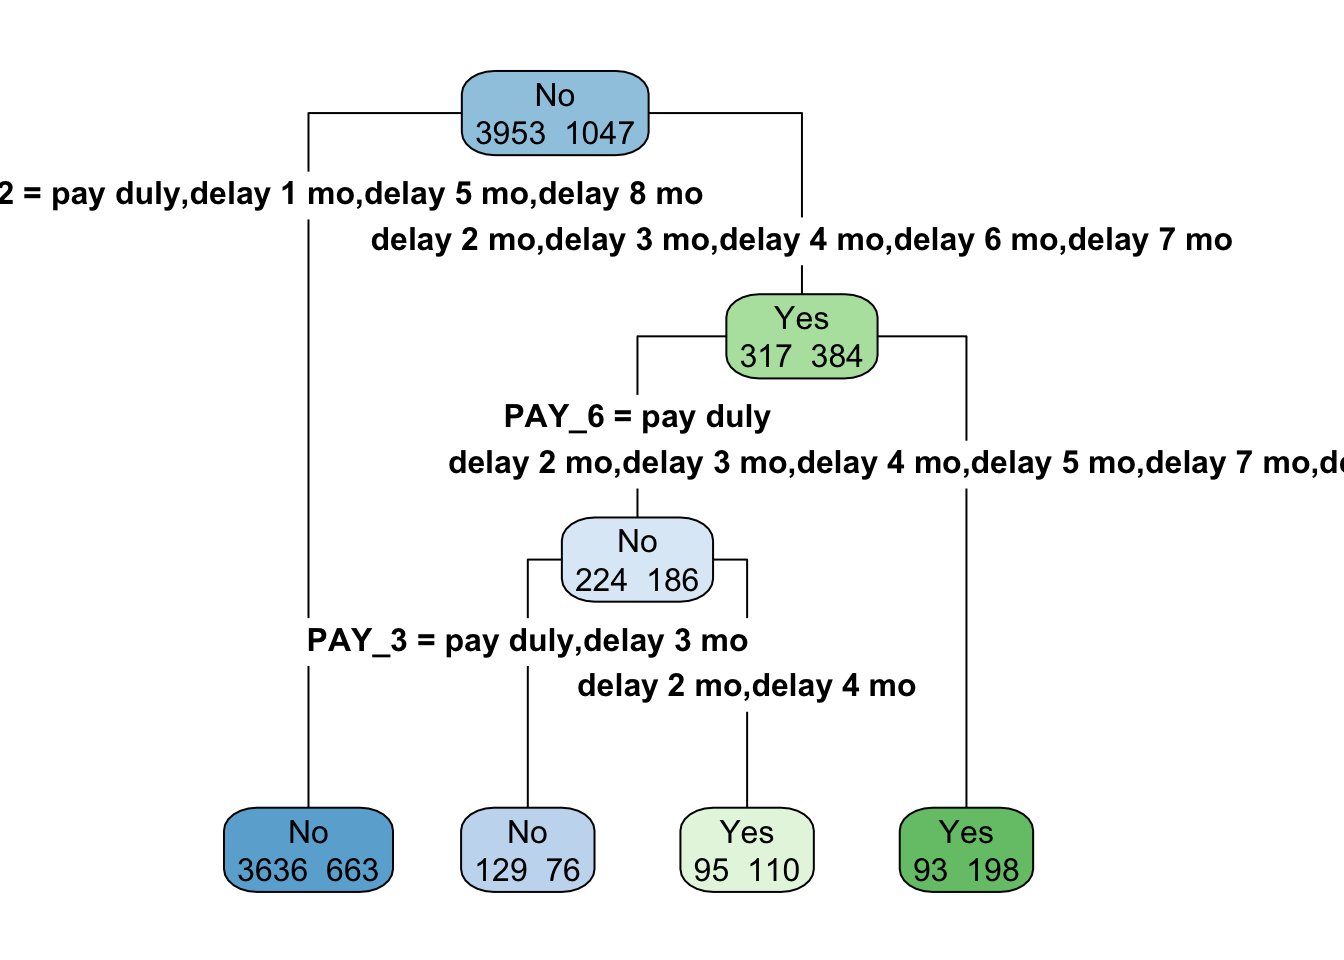 No
3953 1047
2 = pay duly,delay 1 mo,delay 5 mo,delay 8 mo
delay 2 mo,delay 3 mo,delay 4 mo,delay 6 mo,delay 7 mo
Yes
317 384
PAY_6 = pay duly
delay 2 mo,delay 3 mo,delay 4 mo,delay 5 mo,delay 7 mo,de
No
224 186
PAY_3 = pay duly,delay 3 mo
delay 2 mo,delay 4 mo
No
3636 663
No
129 76
Yes
95 110
Yes
93 198